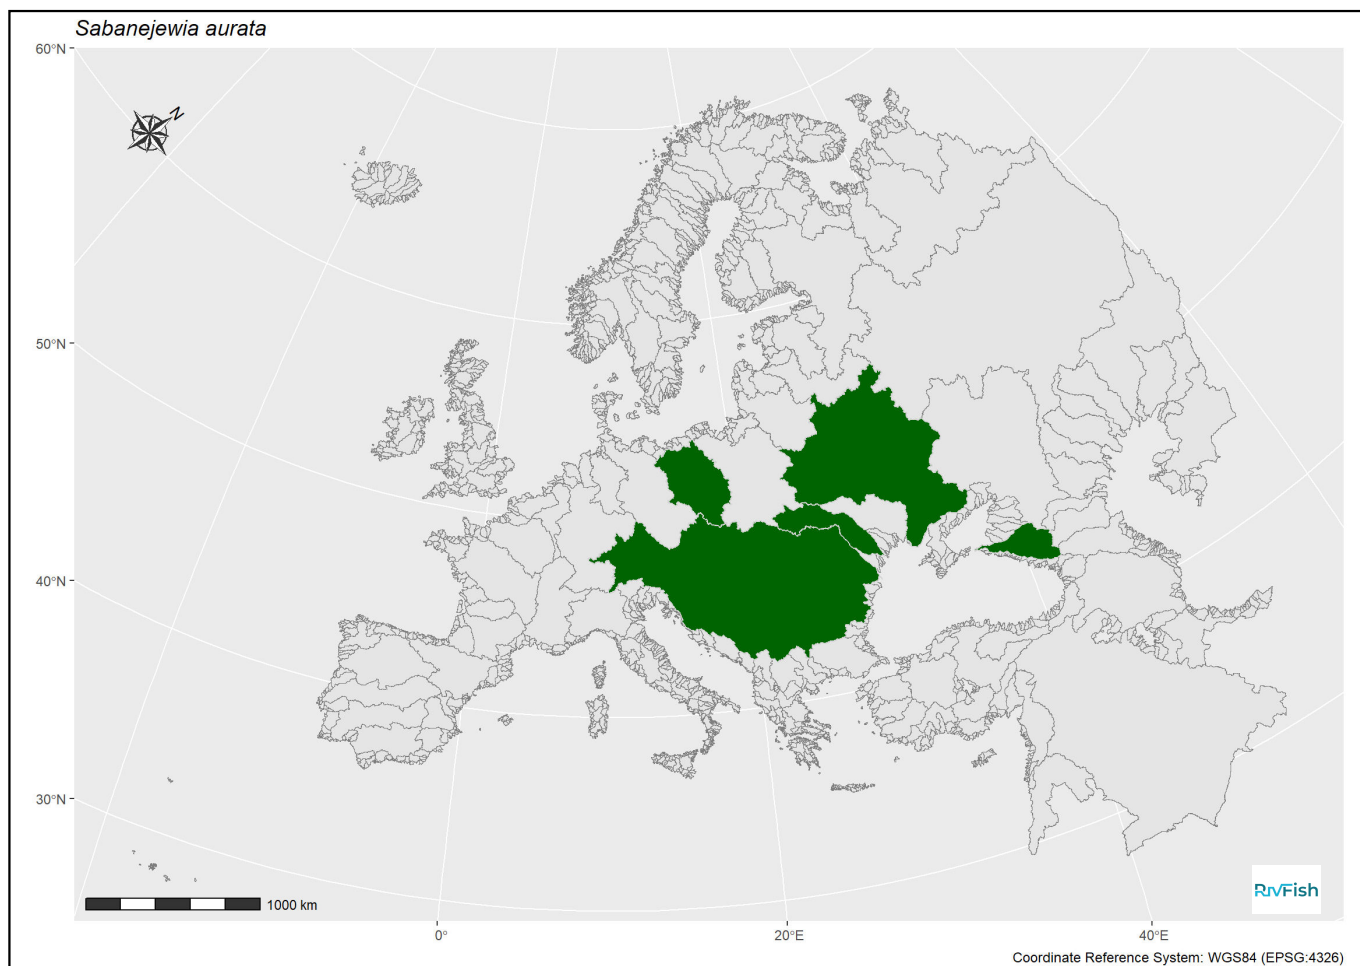 Sabanejewia aurata
60°N
N
50°N
40°N
30°N
1000 km
RIVFish
0°
20°E
40°E
Coordinate Reference System: WGS84 (EPSG:4326)